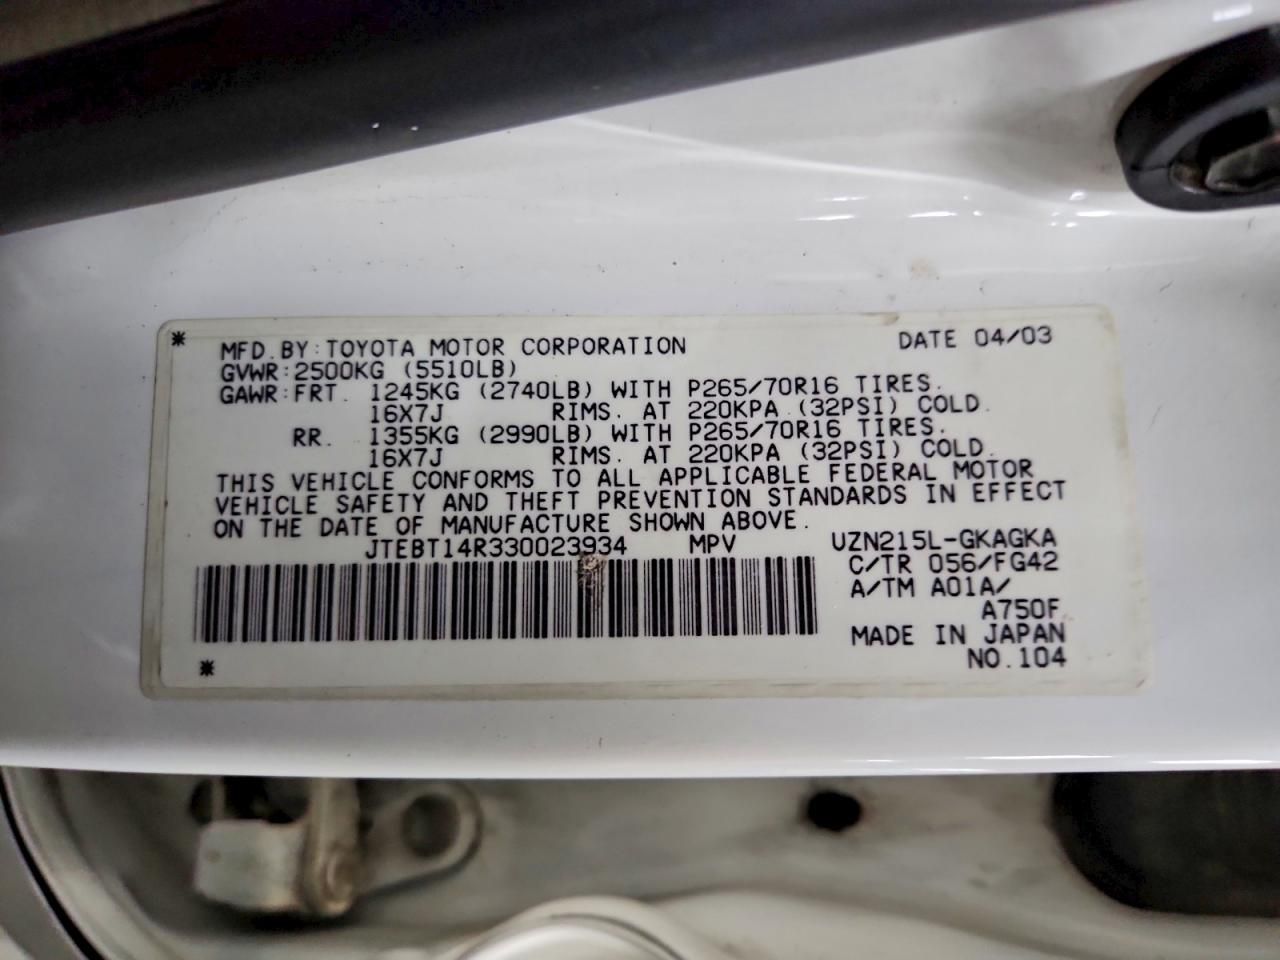 * MFD. BY: TOYOTA MOTOR CORPORATION DATE 04/03
GVWR: 2500KG (5510LB)
GAWR: FRT. 1245KG (2740LB) WITH P265/70R16 TIRES.
16X7J RIMS. AT 220KPA (32PSI) COLD.
RR. 1355KG (2990LB) WITH P265/70R16 TIRES.
16X7J RIMS. AT 220KPA (32PSI) COLD.
THIS VEHICLE CONFORMS TO ALL APPLICABLE FEDERAL MOTOR
VEHICLE SAFETY AND THEFT PREVENTION STANDARDS IN EFFECT
ON THE DATE OF MANUFACTURE SHOWN ABOVE.
JTEBT14R330023934 MPV UZN215L-GKAGKA
C/TR 056/FG42
A/TM A01A/
A750F
MADE IN JAPAN
* NO.104